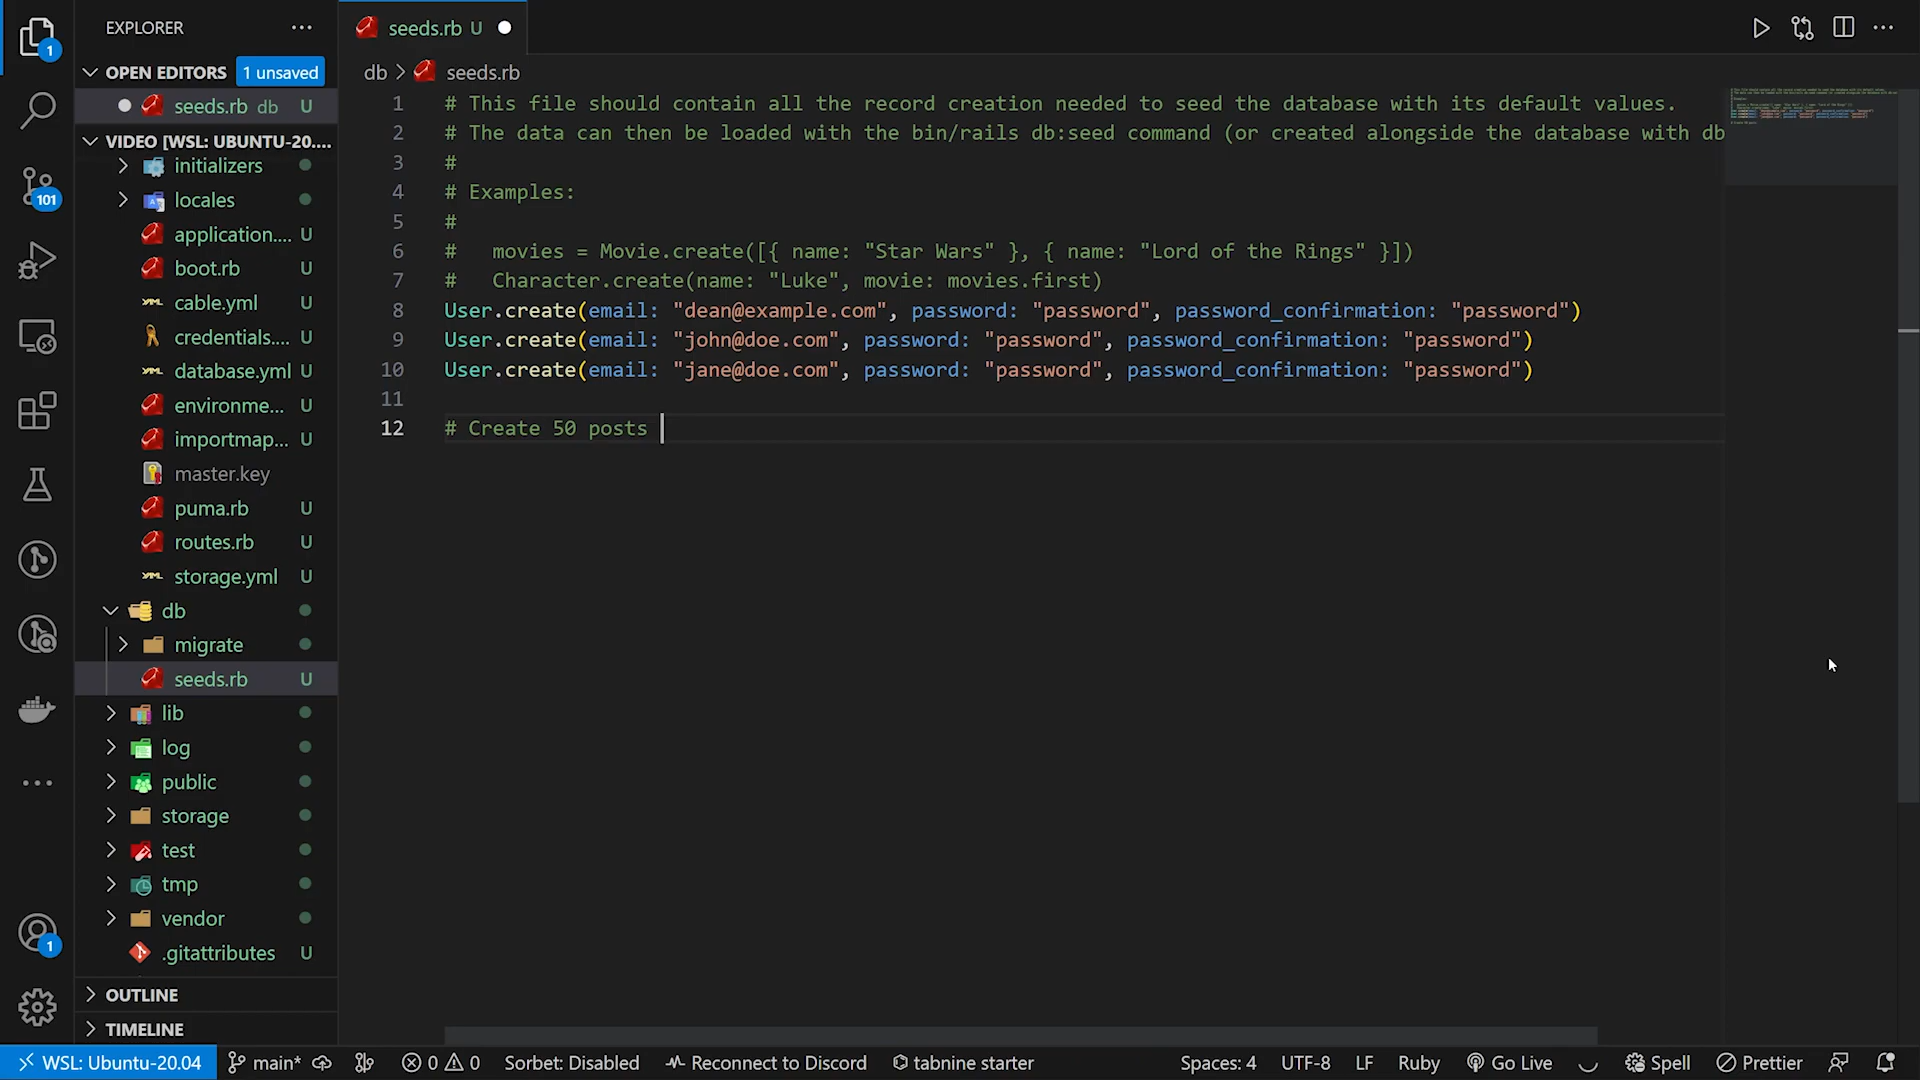 EXPLORER
OPEN EDITORS 1 unsaved
seeds.rb db U
VIDEO [WSL: UBUNTU-20....
initializers
locales
application.... U
boot.rb U
cable.yml U
credentials.... U
database.yml U
environme... U
importmap... U
master.key
puma.rb U
routes.rb U
storage.yml U
db
migrate
seeds.rb U
lib
log
public
storage
test
tmp
vendor
.gitattributes U
OUTLINE
TIMELINE
1
101
1
seeds.rb U
db > seeds.rb
1 # This file should contain all the record creation needed to seed the database with its default values.
2 # The data can then be loaded with the bin/rails db:seed command (or created alongside the database with db
3 #
4 # Examples:
5 #
6 #   movies = Movie.create([{ name: "Star Wars" }, { name: "Lord of the Rings" }])
7 #   Character.create(name: "Luke", movie: movies.first)
8 User.create(email: "dean@example.com", password: "password", password_confirmation: "password")
9 User.create(email: "john@doe.com", password: "password", password_confirmation: "password")
10 User.create(email: "jane@doe.com", password: "password", password_confirmation: "password")
11
12 # Create 50 posts
WSL: Ubuntu-20.04 main* 0 0 Sorbet: Disabled Reconnect to Discord tabnine starter Spaces: 4 UTF-8 LF Ruby Go Live Spell Prettier